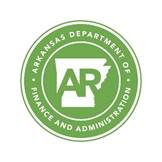 ARKANSAS DEPARTMENT OF
AR
FINANCE AND ADMINISTRATION